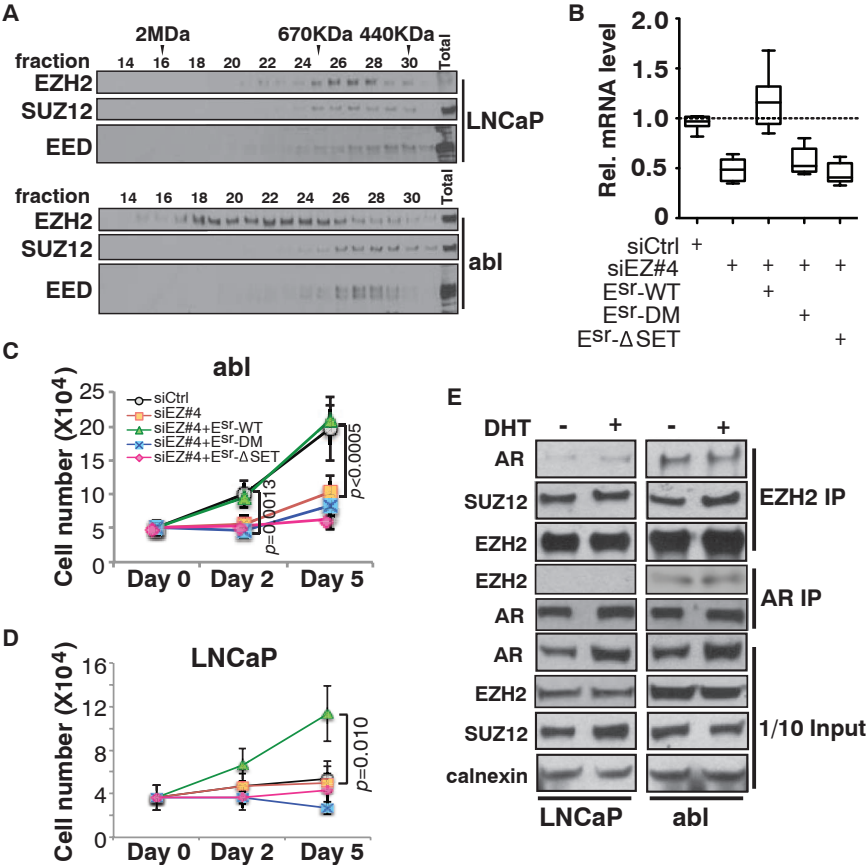 A
2MDa 670KDa 440KDa
fraction 14 16 18 20 22 24 26 28 30 Total
EZH2
SUZ12
EED
LNCaP
fraction 14 16 18 20 22 24 26 28 30 Total
EZH2
SUZ12
EED
abl
B
Rel. mRNA level
2.0
1.5
1.0
0.5
0
siCtrl +
siEZ#4 + + + +
Esr-WT +
Esr-DM +
Esr-ΔSET +
C
abl
Cell number (X10⁴)
25
20
15
10
5
0
siCtrl
siEZ#4
siEZ#4+Esr-WT
siEZ#4+Esr-DM
siEZ#4+Esr-ΔSET
p=0.0013
p<0.0005
Day 0 Day 2 Day 5
D
LNCaP
Cell number (X10⁴)
16
12
8
4
0
p=0.010
Day 0 Day 2 Day 5
E
DHT - + - +
AR
SUZ12
EZH2
EZH2 IP
EZH2
AR
AR IP
AR
EZH2
SUZ12
calnexin
1/10 Input
LNCaP abl